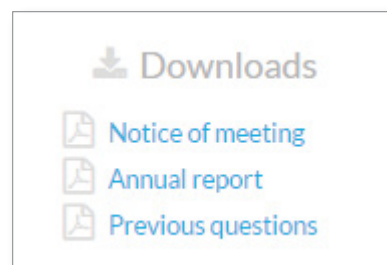 Downloads
Notice of meeting
Annual report
Previous questions